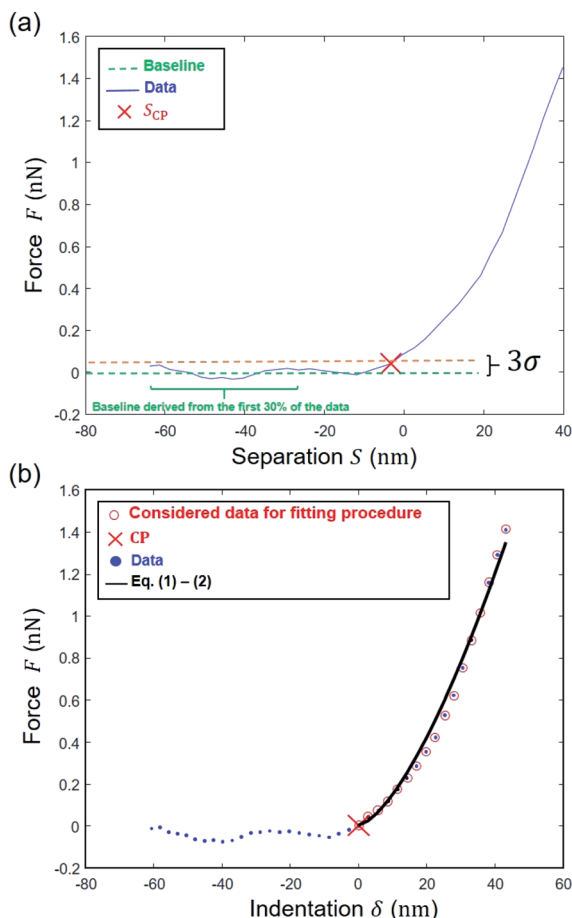 (a)
1.6
1.4
1.2
1
0.8
0.6
0.4
0.2
0
-0.2
Force F (nN)
Baseline
Data
S_CP
3σ
Baseline derived from the first 30% of the data
-80 -60 -40 -20 0 20 40
Separation S (nm)
(b)
1.6
1.4
1.2
1
0.8
0.6
0.4
0.2
0
-0.2
Force F (nN)
Considered data for fitting procedure
CP
Data
Eq. (1) – (2)
-80 -60 -40 -20 0 20 40 60
Indentation δ (nm)